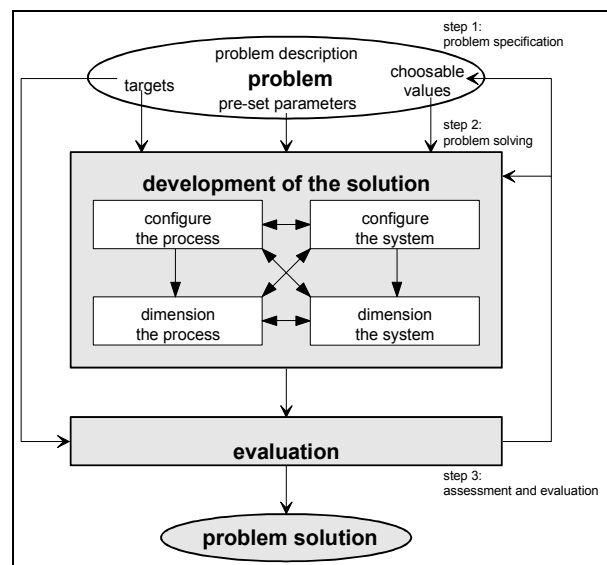 step 1:
problem specification
problem description
problem
targets
choosable
values
pre-set parameters
step 2:
problem solving
development of the solution
configure
the process
configure
the system
dimension
the process
dimension
the system
evaluation
step 3:
assessment and evaluation
problem solution